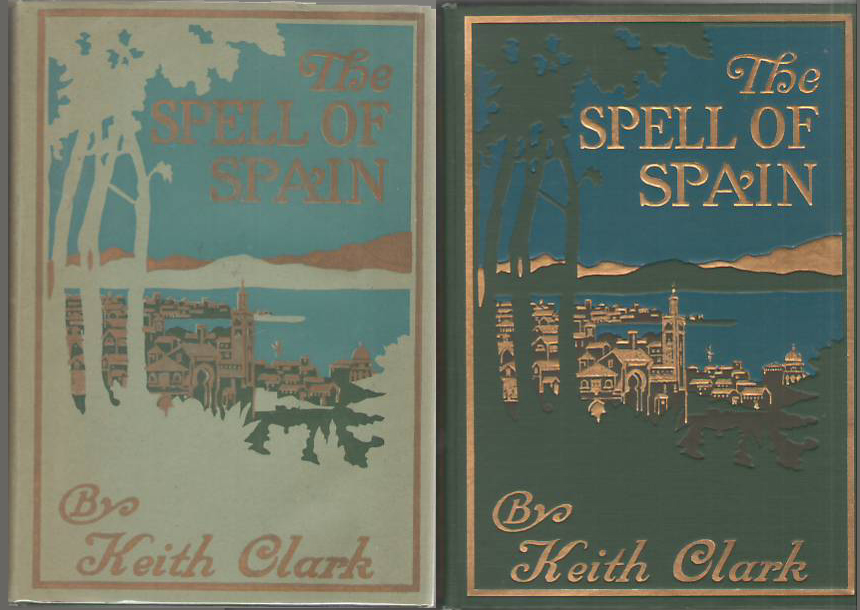 The
SPELL OF
SPAIN
By
Keith Clark
The
SPELL OF
SPAIN
By
Keith Clark